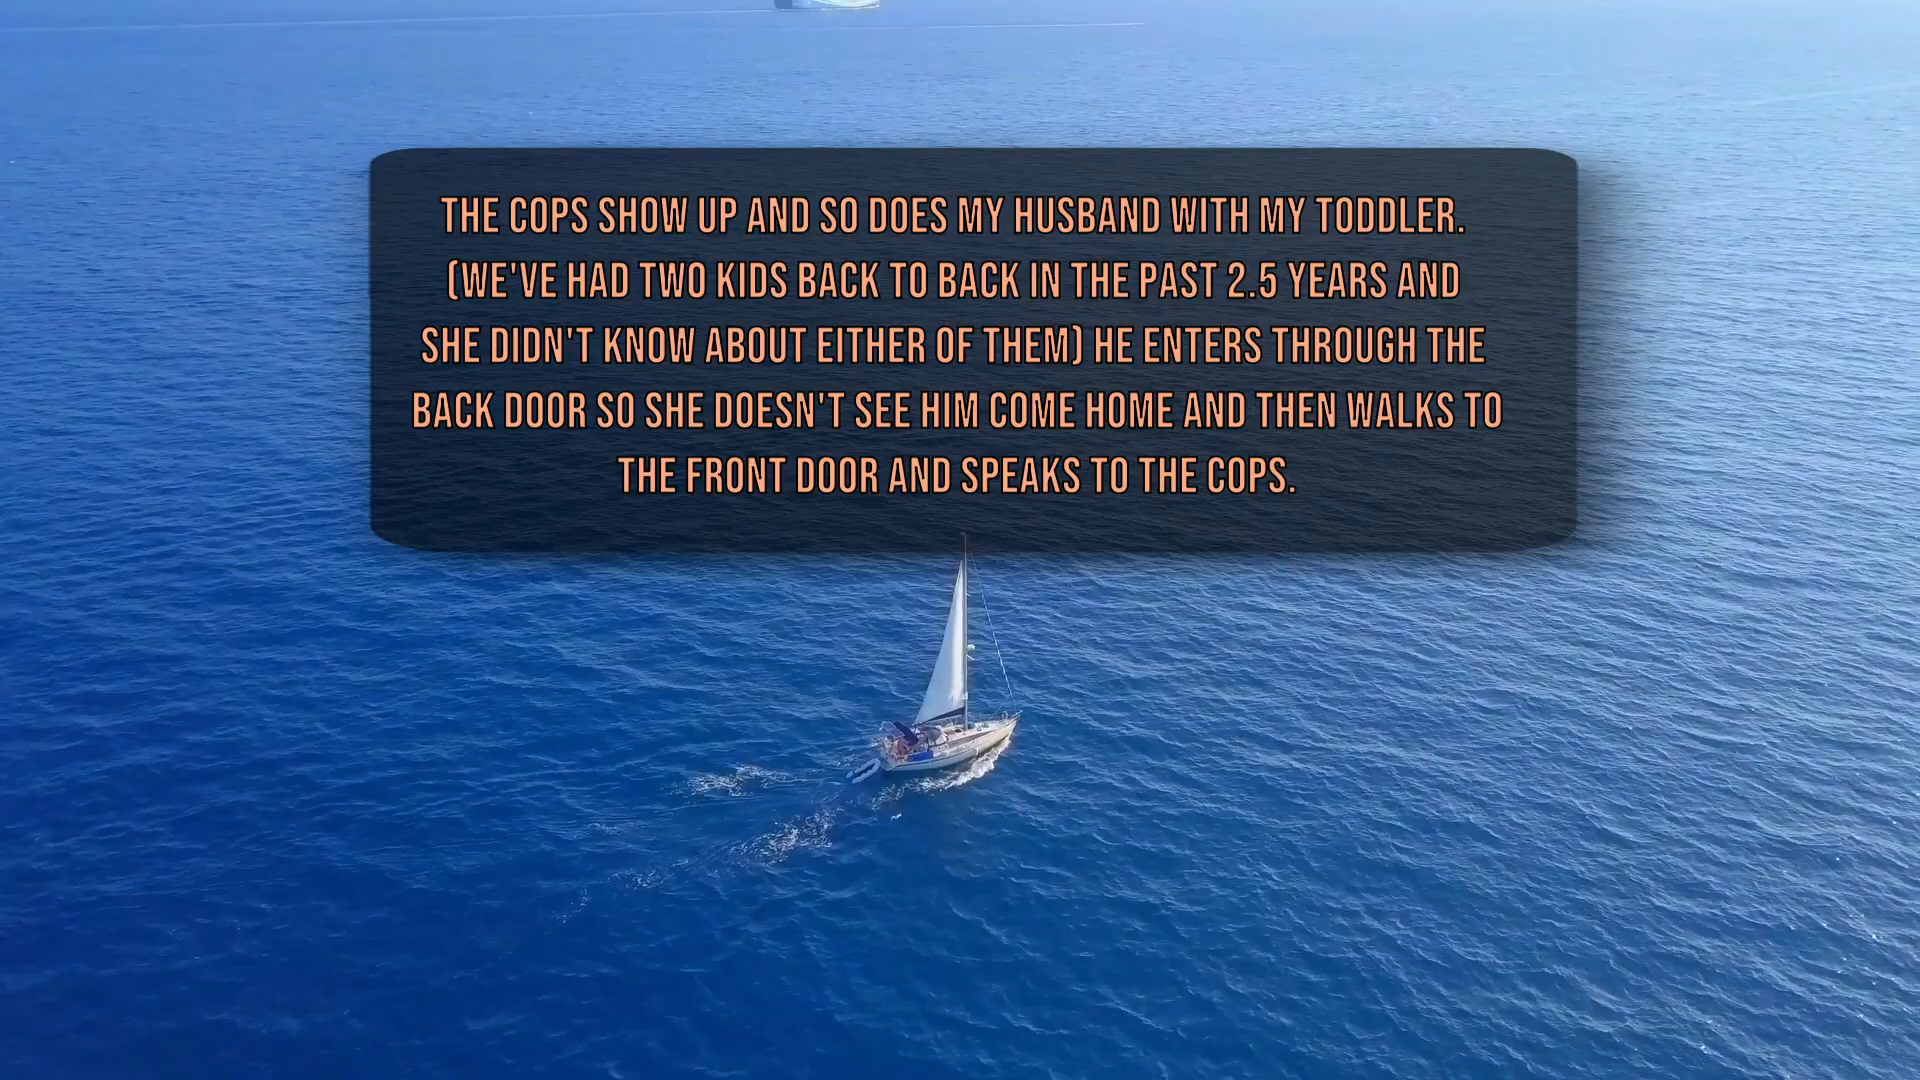 THE COPS SHOW UP AND SO DOES MY HUSBAND WITH MY TODDLER.
(WE'VE HAD TWO KIDS BACK TO BACK IN THE PAST 2.5 YEARS AND
SHE DIDN'T KNOW ABOUT EITHER OF THEM) HE ENTERS THROUGH THE
BACK DOOR SO SHE DOESN'T SEE HIM COME HOME AND THEN WALKS TO
THE FRONT DOOR AND SPEAKS TO THE COPS.